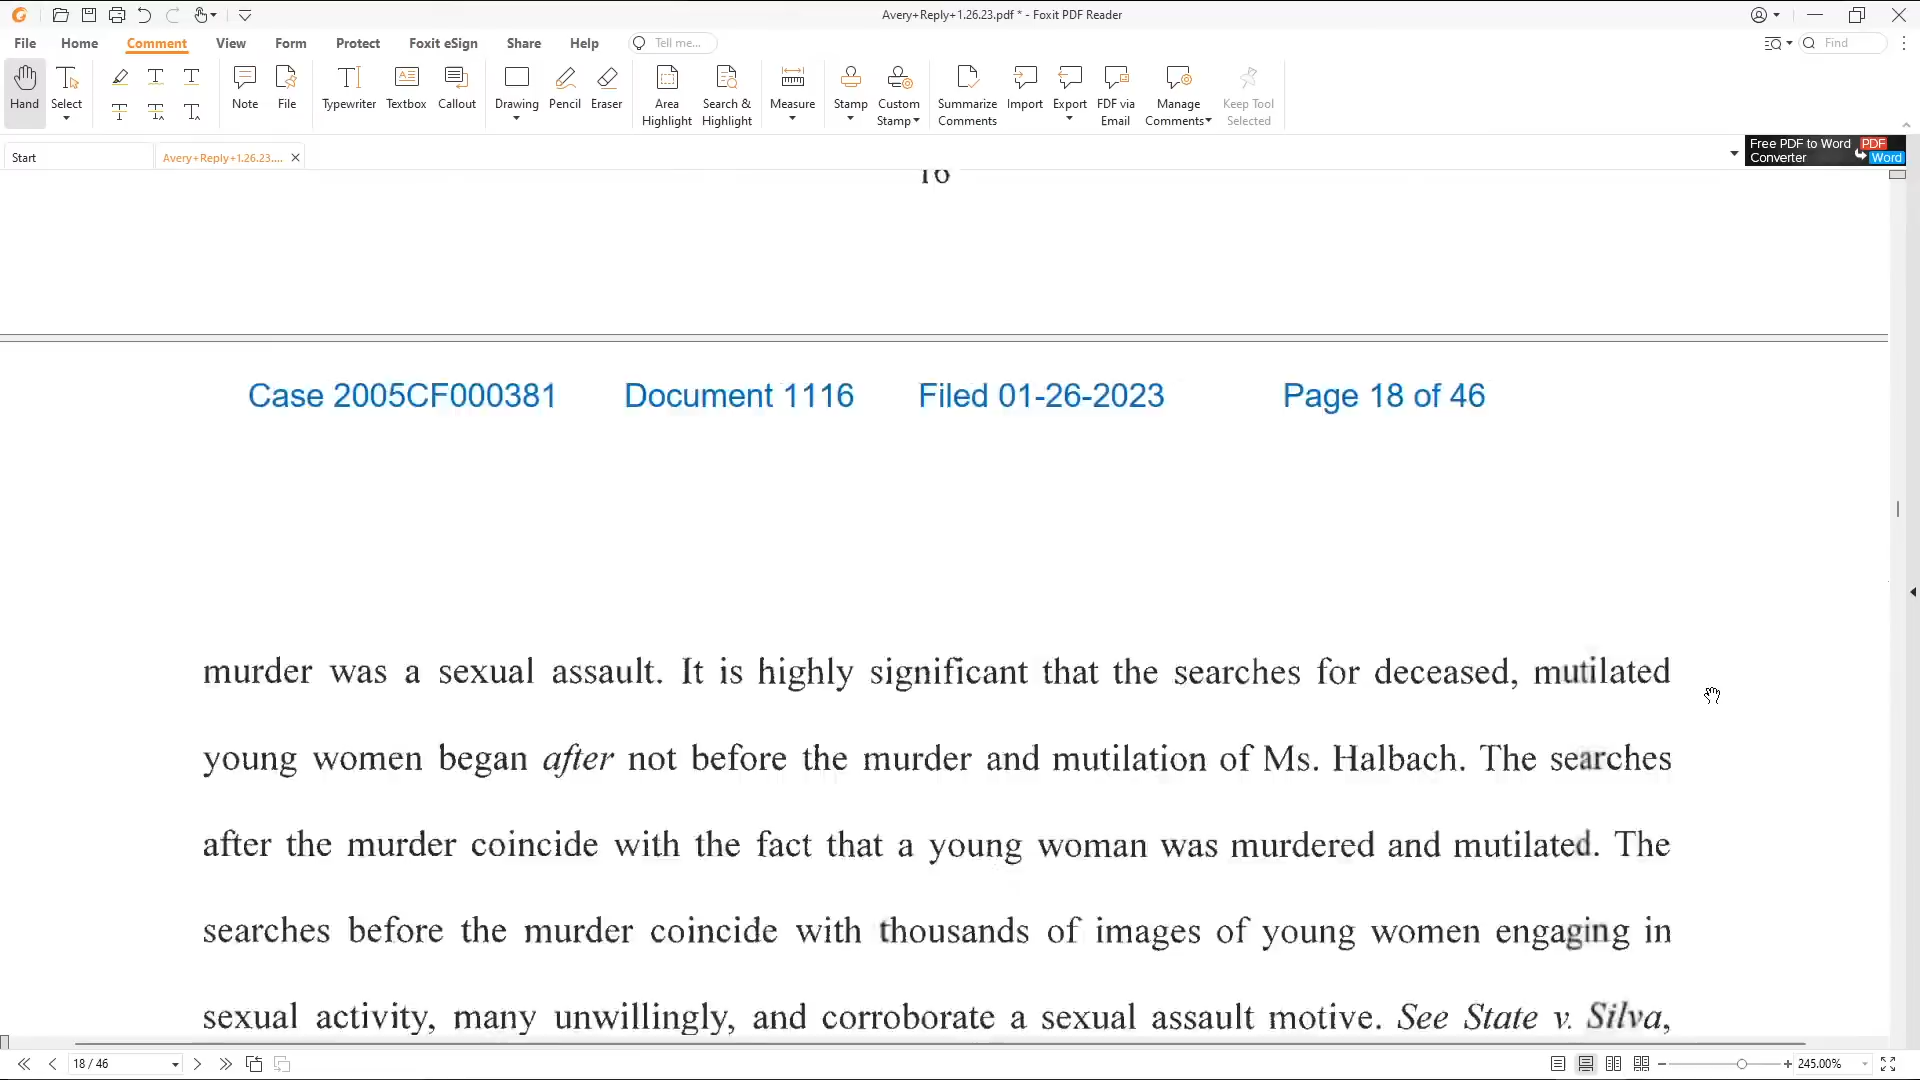 Avery+Reply+1.26.23.pdf * - Foxit PDF Reader
File Home Comment View Form Protect Foxit eSign Share Help Tell me... Find
Hand Select Note File Typewriter Textbox Callout Drawing Pencil Eraser Area Highlight Search & Highlight Measure Stamp Custom Stamp Summarize Comments Import Export FDF via Email Manage Comments Keep Tool Selected
Start Avery+Reply+1.26.23....
Free PDF to Word Converter PDF Word
16
Case 2005CF000381 Document 1116 Filed 01-26-2023 Page 18 of 46
murder was a sexual assault. It is highly significant that the searches for deceased, mutilated
young women began after not before the murder and mutilation of Ms. Halbach. The searches
after the murder coincide with the fact that a young woman was murdered and mutilated. The
searches before the murder coincide with thousands of images of young women engaging in
sexual activity, many unwillingly, and corroborate a sexual assault motive. See State v. Silva,
18 / 46 245.00%